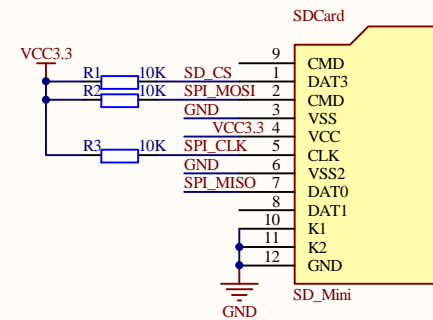 SDCard
VCC3.3
9 CMD
R1 10K SD_CS 1 DAT3
R2 10K SPI_MOSI 2 CMD
GND 3 VSS
VCC3.3 4 VCC
R3 10K SPI_CLK 5 CLK
GND 6 VSS2
SPI_MISO 7 DAT0
8 DAT1
10 K1
11 K2
12 GND
SD_Mini
GND